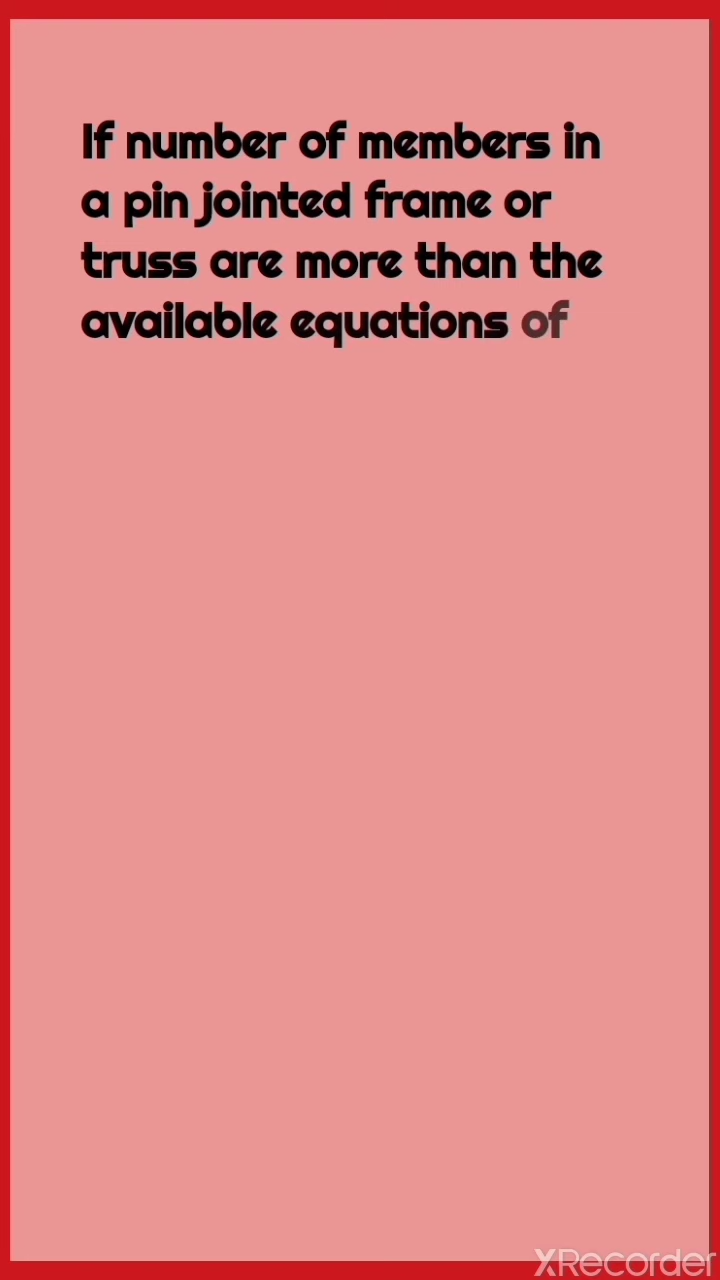 If number of members in
a pin jointed frame or
truss are more than the
available equations of
XRecorder